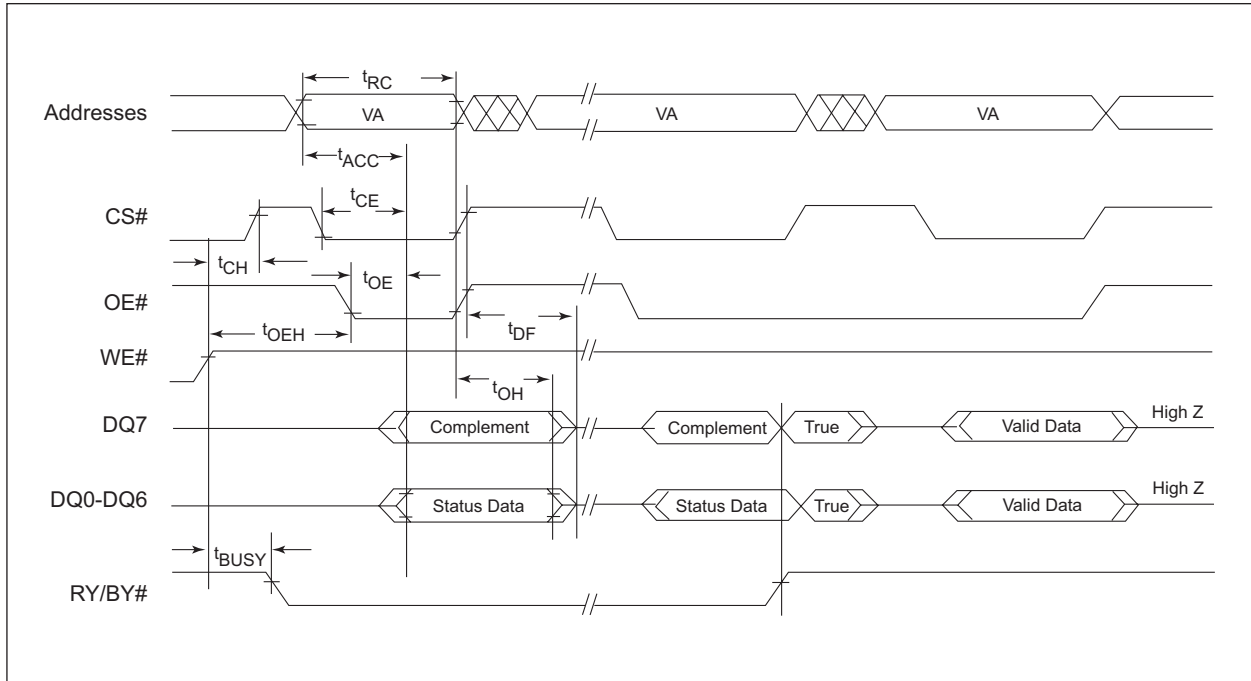 tRC
Addresses VA VA VA
tACC
tCE
CS#
tCH tOE
OE#
tDF
tOEH
WE#
tOH
DQ7 Complement Complement True Valid Data High Z
DQ0-DQ6 Status Data Status Data True Valid Data High Z
tBUSY
RY/BY#